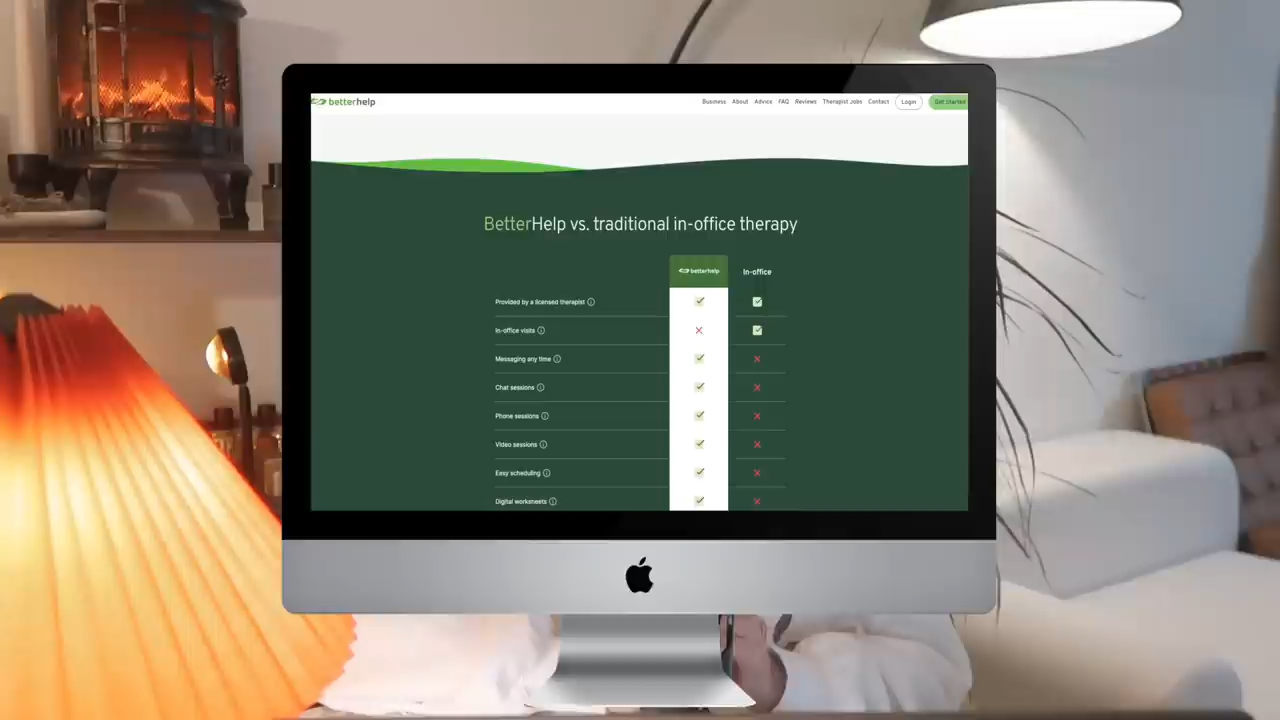 betterhelp
Business About Advice FAQ Reviews Therapist Jobs Contact Login Get Started
BetterHelp vs. traditional in-office therapy
betterhelp In-office
Provided by a licensed therapist
In-office visits
Messaging any time
Chat sessions
Phone sessions
Video sessions
Easy scheduling
Digital worksheets